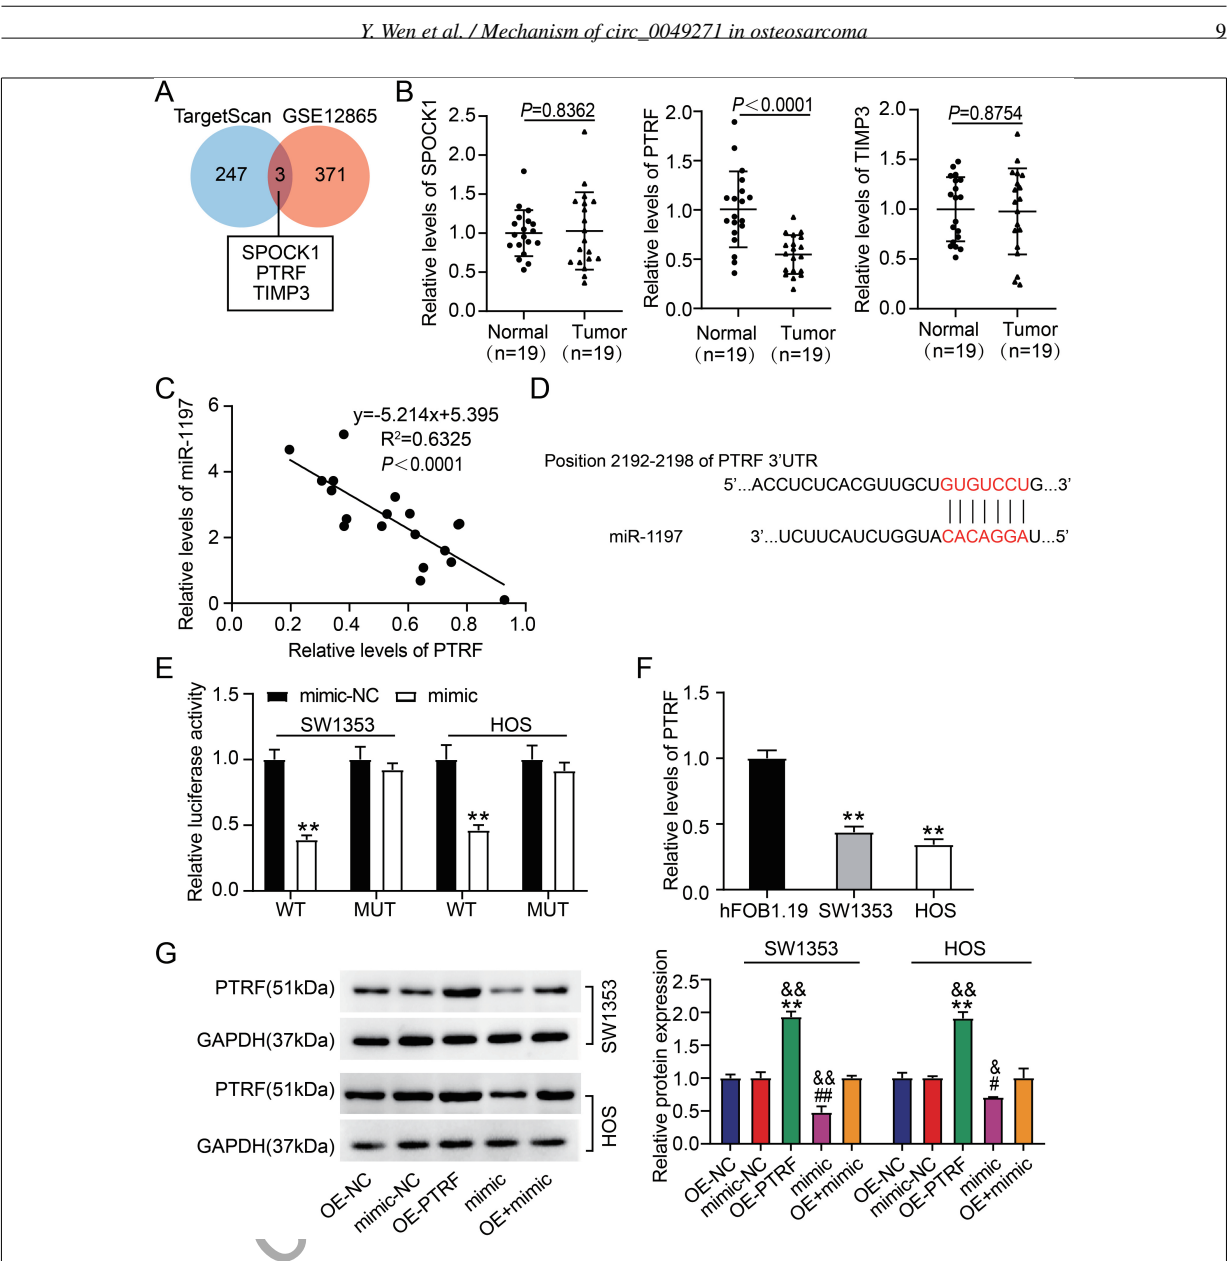 Y. Wen et al. / Mechanism of circ_0049271 in osteosarcoma 9
A
TargetScan GSE12865
247 3 371
SPOCK1
PTRF
TIMP3
B
Relative levels of SPOCK1
2.5
2.0
1.5
1.0
0.5
0.0
P=0.8362
Normal Tumor
(n=19) (n=19)
Relative levels of PTRF
2.0
1.5
1.0
0.5
0.0
P<0.0001
Normal Tumor
(n=19) (n=19)
Relative levels of TIMP3
2.0
1.5
1.0
0.5
0.0
P=0.8754
Normal Tumor
(n=19) (n=19)
C
Relative levels of miR-1197
6
4
2
0
y=-5.214x+5.395
R²=0.6325
P<0.0001
0.0 0.2 0.4 0.6 0.8 1.0
Relative levels of PTRF
D
Position 2192-2198 of PTRF 3'UTR
5'...ACCUCUCACGUUGCUGUGUCCUG...3'
miR-1197 3'...UCUUCAUCUGGUACACAGGAU...5'
E
Relative luciferase activity
1.5
1.0
0.5
0.0
mimic-NC mimic
SW1353 HOS
** **
WT MUT WT MUT
F
Relative levels of PTRF
1.5
1.0
0.5
0.0
** **
hFOB1.19 SW1353 HOS
G
PTRF(51kDa)
GAPDH(37kDa)
SW1353
PTRF(51kDa)
GAPDH(37kDa)
HOS
OE-NC mimic-NC OE-PTRF mimic OE+mimic
Relative protein expression
2.5
2.0
1.5
1.0
0.5
0.0
SW1353 HOS
&& &&
** **
&& &
## #
OE-NC mimic-NC OE-PTRF mimic OE+mimic OE-NC mimic-NC OE-PTRF mimic OE+mimic